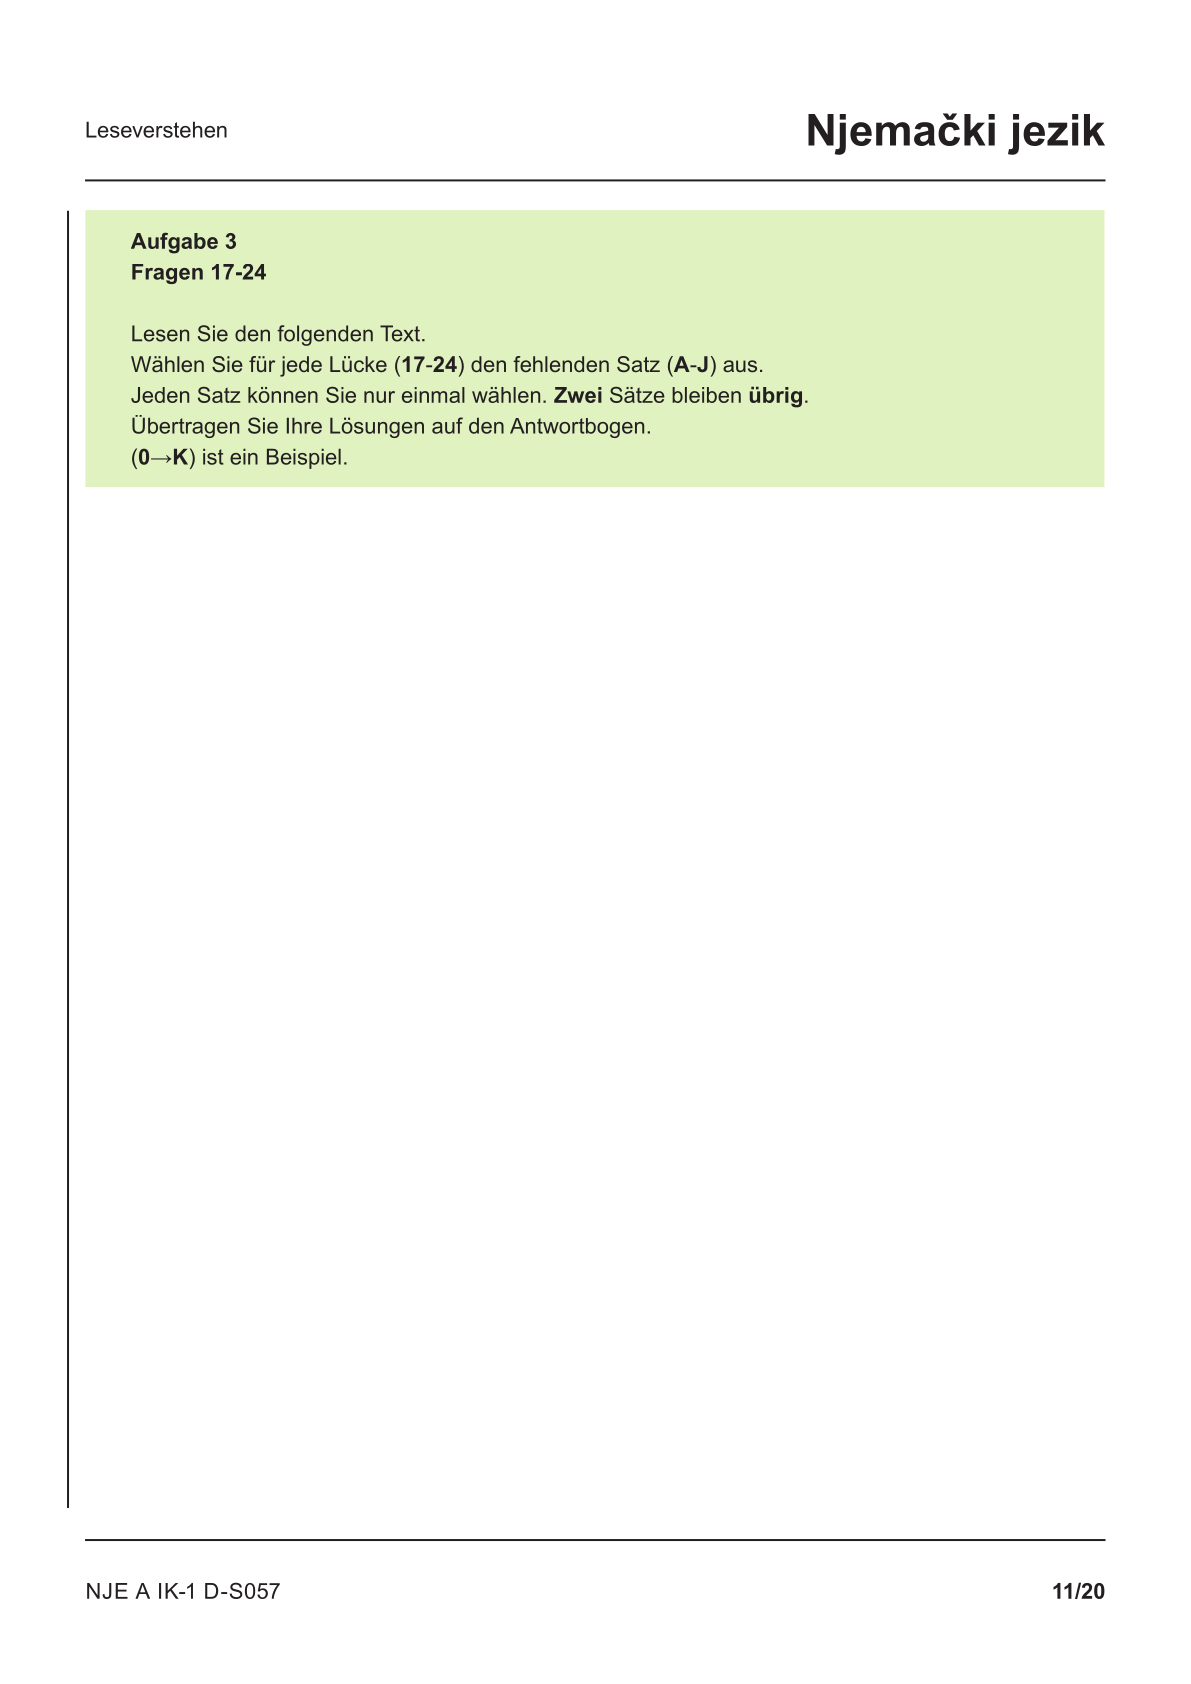 Leseverstehen
Njemački jezik
Aufgabe 3
Fragen 17-24
Lesen Sie den folgenden Text.
Wählen Sie für jede Lücke (17-24) den fehlenden Satz (A-J) aus.
Jeden Satz können Sie nur einmal wählen. Zwei Sätze bleiben übrig.
Übertragen Sie Ihre Lösungen auf den Antwortbogen.
(0→K) ist ein Beispiel.
NJE A IK-1 D-S057
11/20